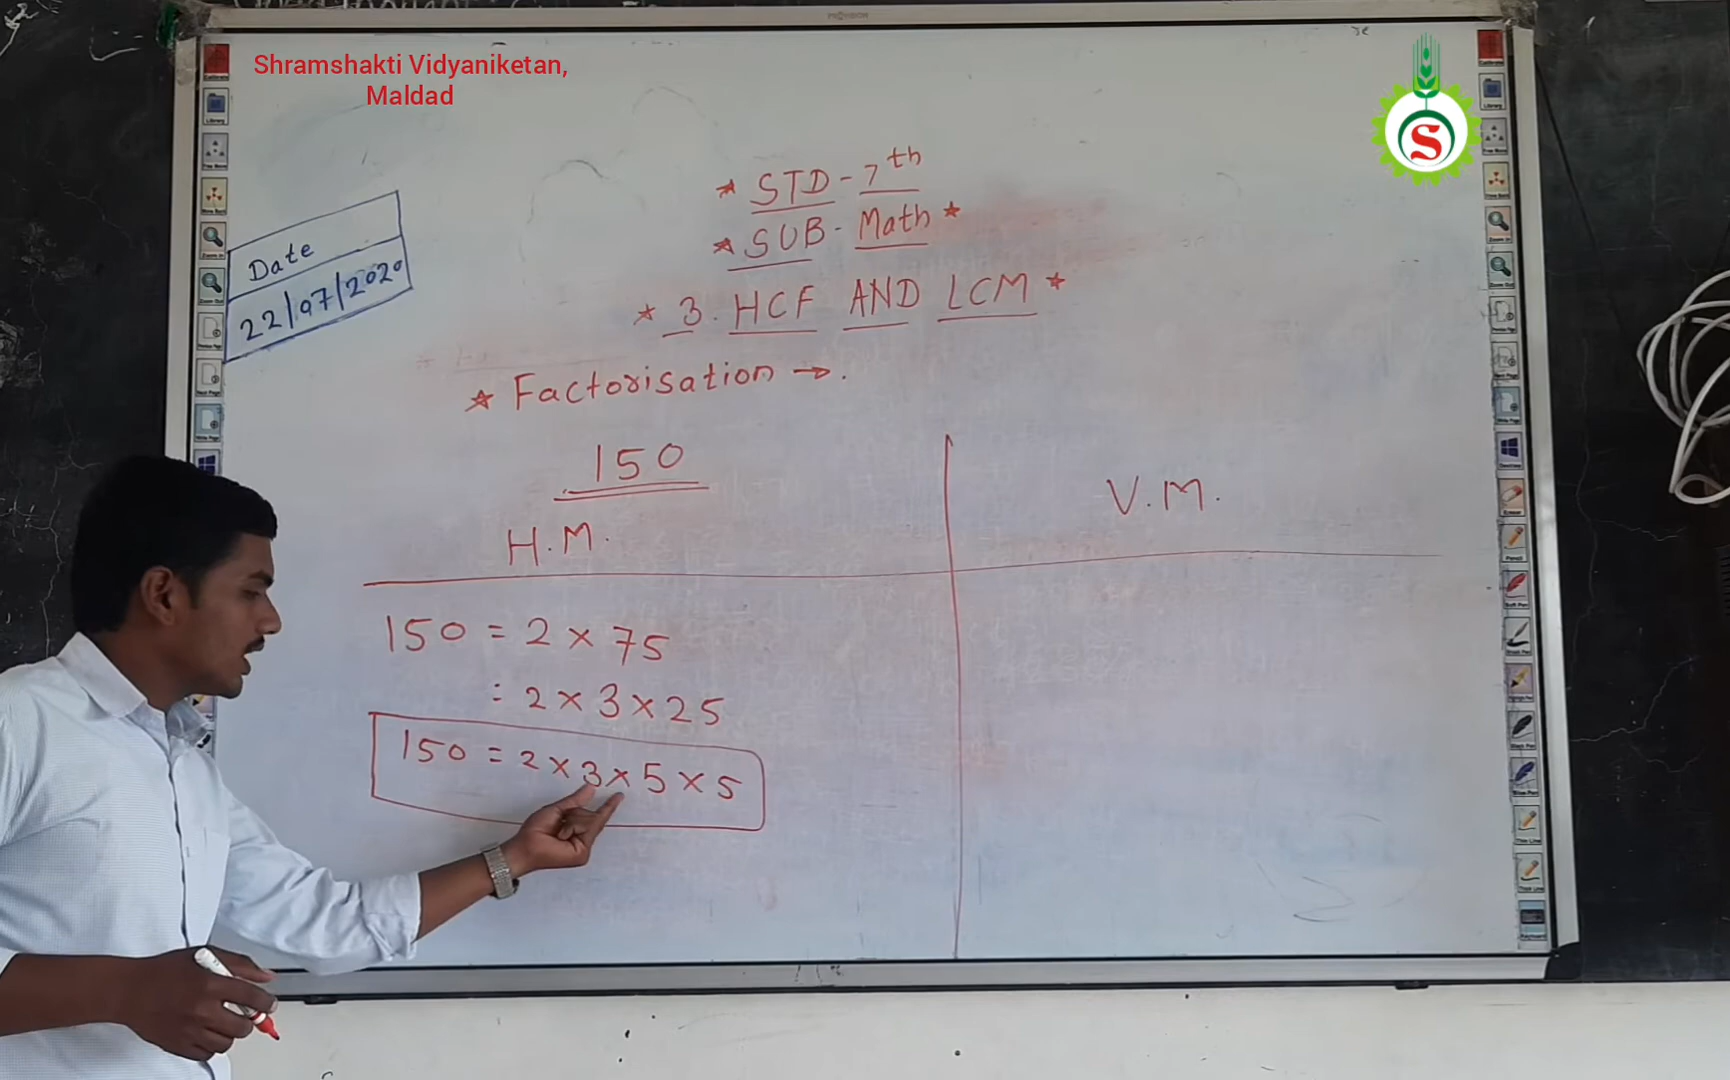 Shramshakti Vidyaniketan,
Maldad
Date
22/07/2020
* STD - 7th
* SUB - Math *
* 3. HCF AND LCM *
* Factorisation →.
150
H.M.
V.M.
150 = 2 × 75
= 2 × 3 × 25
150 = 2 × 3 × 5 × 5
S